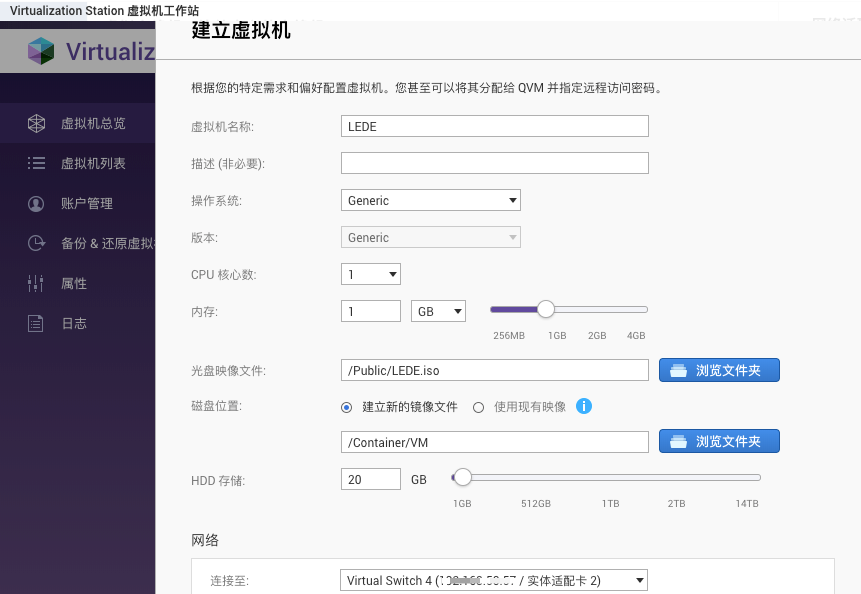 Virtualization Station 虚拟机工作站
建立虚拟机
Virtualiz
根据您的特定需求和偏好配置虚拟机。您甚至可以将其分配给 QVM 并指定远程访问密码。
虚拟机总览
虚拟机列表
账户管理
备份 & 还原虚拟
属性
日志
虚拟机名称: LEDE
描述 (非必要):
操作系统: Generic
版本: Generic
CPU 核心数: 1
内存: 1 GB
256MB 1GB 2GB 4GB
光盘映像文件: /Public/LEDE.iso 浏览文件夹
磁盘位置: 建立新的镜像文件 使用现有映像 i
/Container/VM 浏览文件夹
HDD 存储: 20 GB
1GB 512GB 1TB 2TB 14TB
网络
连接至: Virtual Switch 4 ( / 实体适配卡 2)